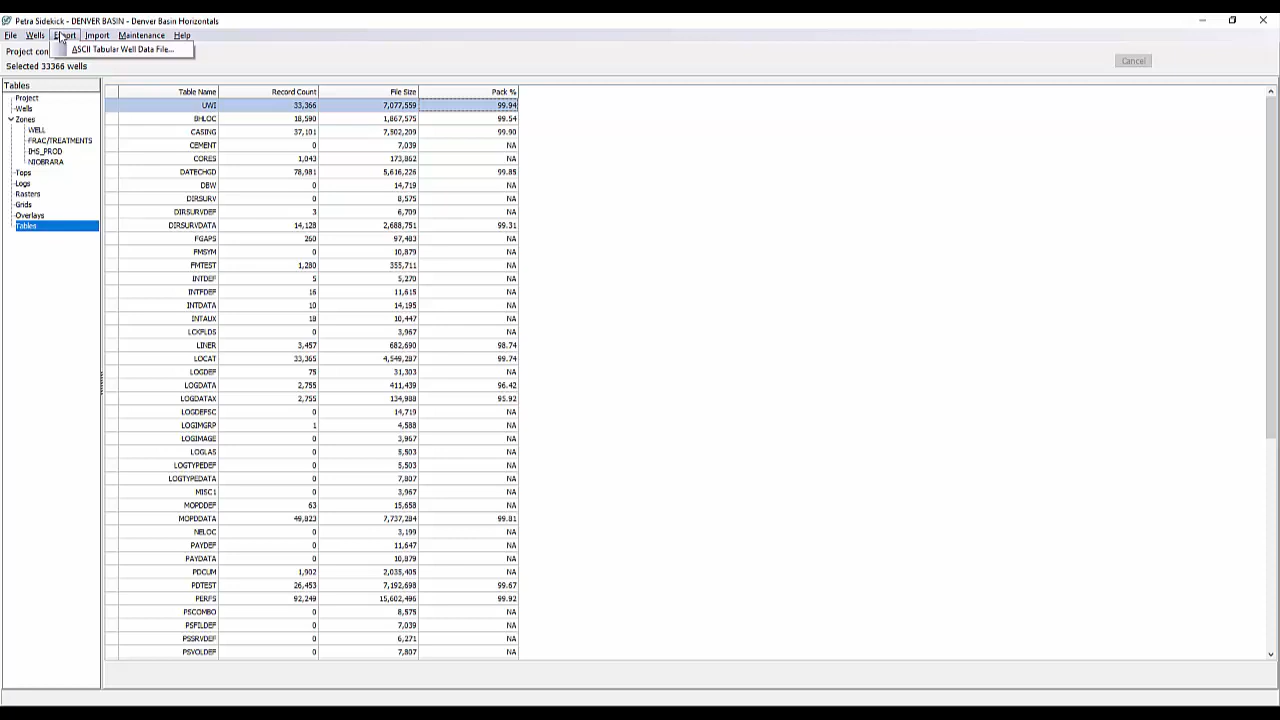 Petra Sidekick - DENVER BASIN - Denver Basin Horizontals
File Wells Export Import Maintenance Help
ASCII Tabular Well Data File...
Project con
Selected 33366 wells
Cancel
Tables
Project
Wells
Zones
WELL
FRAC/TREATMENTS
IHS_PROD
NIOBRARA
Tops
Logs
Rasters
Grids
Overlays
Tables
Table Name Record Count File Size Pack %
UWI 33,366 7,077,559 99.94
BHLOC 18,590 1,867,575 99.54
CASING 37,101 7,502,209 99.90
CEMENT 0 7,039 NA
CORES 1,043 173,862 NA
DATECHGD 78,981 5,616,226 99.85
DBW 0 14,719 NA
DIRSURV 0 8,575 NA
DIRSURVDEF 3 6,709 NA
DIRSURVDATA 14,128 2,688,751 99.31
FGAPS 260 97,483 NA
FMSYM 0 10,879 NA
FMTEST 1,280 355,711 NA
INTDEF 5 5,270 NA
INTFDEF 16 11,615 NA
INTDATA 10 14,195 NA
INTAUX 18 10,447 NA
LCKFLDS 0 3,967 NA
LINER 3,457 682,690 98.74
LOCAT 33,365 4,549,287 99.74
LOGDEF 75 31,303 NA
LOGDATA 2,755 411,439 96.42
LOGDATAX 2,755 134,988 95.92
LOGDEFSC 0 14,719 NA
LOGIMGRP 1 4,588 NA
LOGIMAGE 0 3,967 NA
LOGLAS 0 5,503 NA
LOGTYPEDEF 0 5,503 NA
LOGTYPEDATA 0 7,807 NA
MISC1 0 3,967 NA
MOPDDEF 63 15,658 NA
MOPDDATA 49,823 7,737,284 99.81
NELOC 0 3,199 NA
PAYDEF 0 11,647 NA
PAYDATA 0 10,879 NA
PDCUM 1,902 2,035,405 NA
PDTEST 26,453 7,192,698 99.67
PERFS 92,249 15,602,496 99.92
PSCOMBO 0 8,575 NA
PSFILDEF 0 7,039 NA
PSSRVDEF 0 6,271 NA
PSVOLDEF 0 7,807 NA